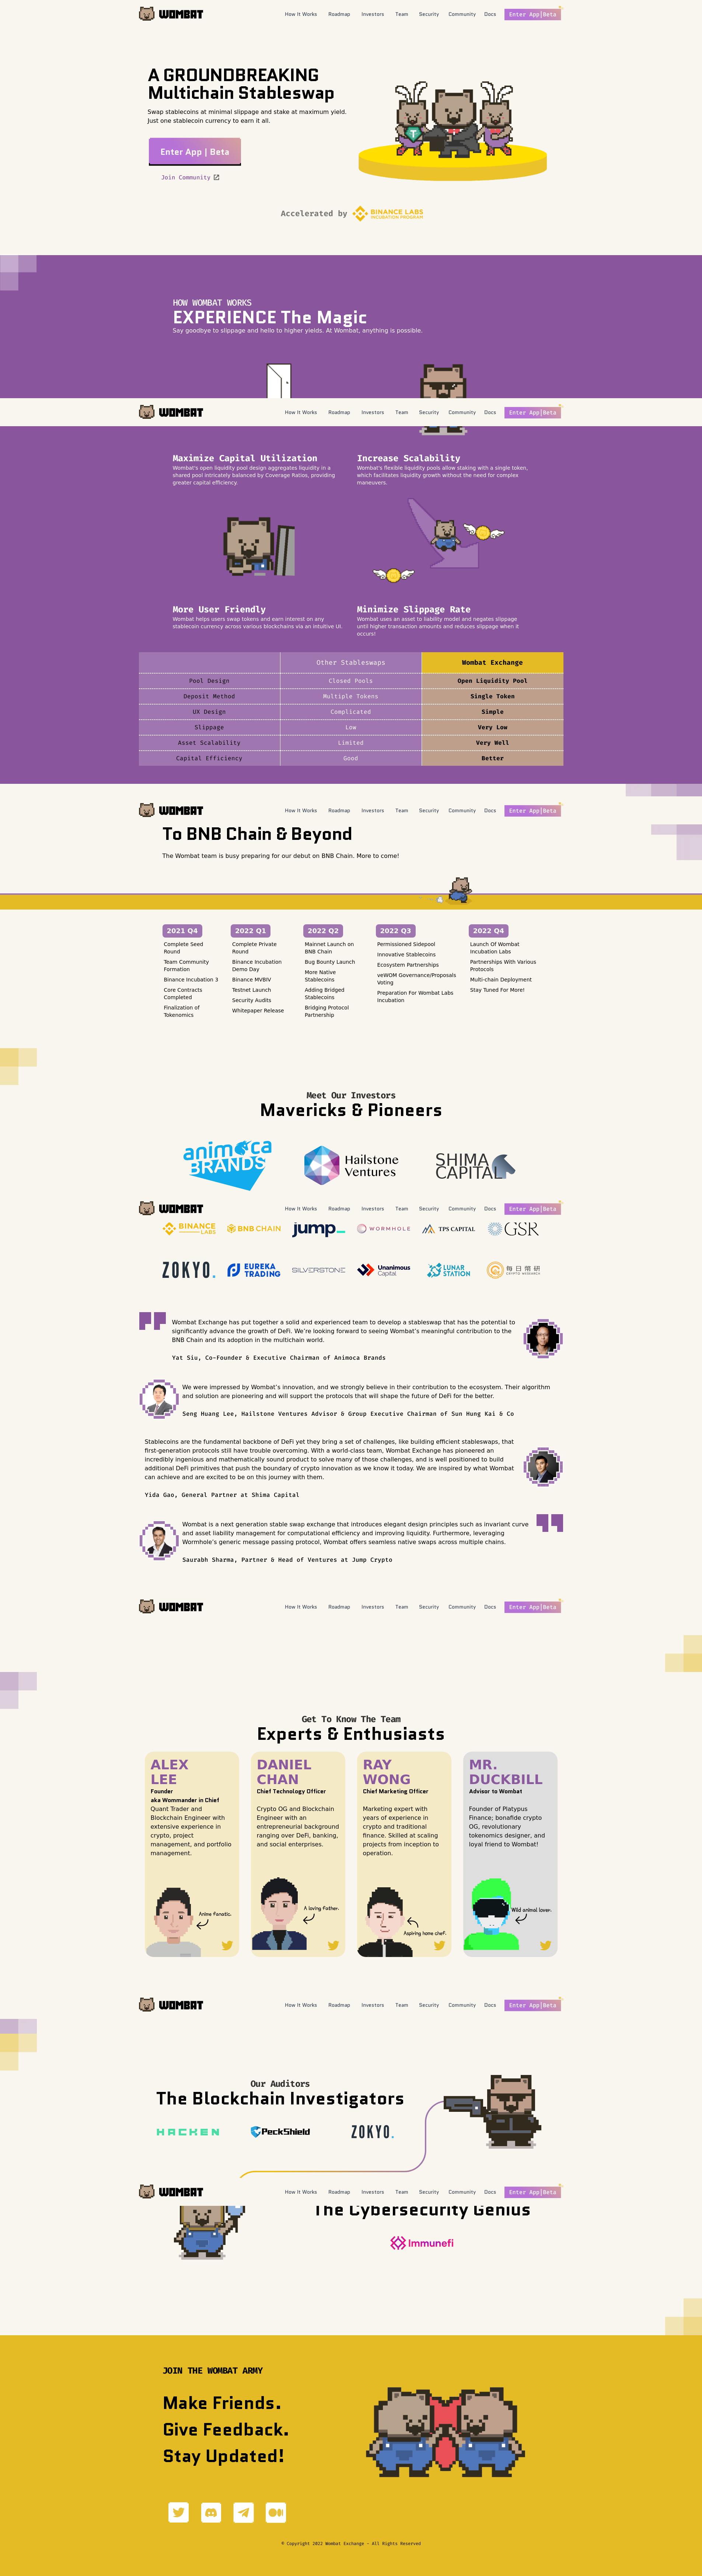 WOMBAT
How It Works Roadmap Investors Team Security Community Docs Enter App|Beta
A GROUNDBREAKING
Multichain Stableswap
Swap stablecoins at minimal slippage and stake at maximum yield.
Just one stablecoin currency to earn it all.
Enter App | Beta
Join Community
Accelerated by BINANCE LABS
INCUBATION PROGRAM
HOW WOMBAT WORKS
EXPERIENCE The Magic
Say goodbye to slippage and hello to higher yields. At Wombat, anything is possible.
WOMBAT
How It Works Roadmap Investors Team Security Community Docs Enter App|Beta
Maximize Capital Utilization
Wombat's open liquidity pool design aggregates liquidity in a
shared pool intricately balanced by Coverage Ratios, providing
greater capital efficiency.
Increase Scalability
Wombat's flexible liquidity pools allow staking with a single token,
which facilitates liquidity growth without the need for complex
maneuvers.
More User Friendly
Wombat helps users swap tokens and earn interest on any
stablecoin currency across various blockchains via an intuitive UI.
Minimize Slippage Rate
Wombat uses an asset to liability model and negates slippage
until higher transaction amounts and reduces slippage when it
occurs!
Other Stableswaps Wombat Exchange
Pool Design Closed Pools Open Liquidity Pool
Deposit Method Multiple Tokens Single Token
UX Design Complicated Simple
Slippage Low Very Low
Asset Scalability Limited Very Well
Capital Efficiency Good Better
WOMBAT
How It Works Roadmap Investors Team Security Community Docs Enter App|Beta
To BNB Chain & Beyond
The Wombat team is busy preparing for our debut on BNB Chain. More to come!
2021 Q4
Complete Seed
Round
Team Community
Formation
Binance Incubation 3
Core Contracts
Completed
Finalization of
Tokenomics
2022 Q1
Complete Private
Round
Binance Incubation
Demo Day
Binance MVBIV
Testnet Launch
Security Audits
Whitepaper Release
2022 Q2
Mainnet Launch on
BNB Chain
Bug Bounty Launch
More Native
Stablecoins
Adding Bridged
Stablecoins
Bridging Protocol
Partnership
2022 Q3
Permissioned Sidepool
Innovative Stablecoins
Ecosystem Partnerships
veWOM Governance/Proposals
Voting
Preparation For Wombat Labs
Incubation
2022 Q4
Launch Of Wombat
Incubation Labs
Partnerships With Various
Protocols
Multi-chain Deployment
Stay Tuned For More!
Meet Our Investors
Mavericks & Pioneers
animoca
BRANDS
Hailstone
Ventures
SHIMA
CAPITAL
WOMBAT
How It Works Roadmap Investors Team Security Community Docs Enter App|Beta
BINANCE
LABS
BNB CHAIN
jump_
WORMHOLE
TPS CAPITAL
GSR
ZOKYO.
EUREKA
TRADING
SILVERSTONE
Unanimous
Capital
LUNAR
STATION
每日幣研
CRYPTO WESEARCH
Wombat Exchange has put together a solid and experienced team to develop a stableswap that has the potential to
significantly advance the growth of DeFi. We're looking forward to seeing Wombat's meaningful contribution to the
BNB Chain and its adoption in the multichain world.
Yat Siu, Co-Founder & Executive Chairman of Animoca Brands
We were impressed by Wombat's innovation, and we strongly believe in their contribution to the ecosystem. Their algorithm
and solution are pioneering and will support the protocols that will shape the future of DeFi for the better.
Seng Huang Lee, Hailstone Ventures Advisor & Group Executive Chairman of Sun Hung Kai & Co
Stablecoins are the fundamental backbone of DeFi yet they bring a set of challenges, like building efficient stableswaps, that
first-generation protocols still have trouble overcoming. With a world-class team, Wombat Exchange has pioneered an
incredibly ingenious and mathematically sound product to solve many of those challenges, and is well positioned to build
additional DeFi primitives that push the boundary of crypto innovation as we know it today. We are inspired by what Wombat
can achieve and are excited to be on this journey with them.
Yida Gao, General Partner at Shima Capital
Wombat is a next generation stable swap exchange that introduces elegant design principles such as invariant curve
and asset liability management for computational efficiency and improving liquidity. Furthermore, leveraging
Wormhole's generic message passing protocol, Wombat offers seamless native swaps across multiple chains.
Saurabh Sharma, Partner & Head of Ventures at Jump Crypto
WOMBAT
How It Works Roadmap Investors Team Security Community Docs Enter App|Beta
Get To Know The Team
Experts & Enthusiasts
ALEX
LEE
Founder
aka Wommander in Chief
Quant Trader and
Blockchain Engineer with
extensive experience in
crypto, project
management, and portfolio
management.
Anime Fanatic.
DANIEL
CHAN
Chief Technology Officer
Crypto OG and Blockchain
Engineer with an
entrepreneurial background
ranging over DeFi, banking,
and social enterprises.
A loving Father.
RAY
WONG
Chief Marketing Officer
Marketing expert with
years of experience in
crypto and traditional
finance. Skilled at scaling
projects from inception to
operation.
Aspiring home chef.
MR.
DUCKBILL
Advisor to Wombat
Founder of Platypus
Finance; bonafide crypto
OG, revolutionary
tokenomics designer, and
loyal friend to Wombat!
Wild animal lover.
WOMBAT
How It Works Roadmap Investors Team Security Community Docs Enter App|Beta
Our Auditors
The Blockchain Investigators
HACKEN
PeckShield
ZOKYO.
WOMBAT
How It Works Roadmap Investors Team Security Community Docs Enter App|Beta
The Cybersecurity Genius
Immunefi
JOIN THE WOMBAT ARMY
Make Friends.
Give Feedback.
Stay Updated!
© Copyright 2022 Wombat Exchange - All Rights Reserved